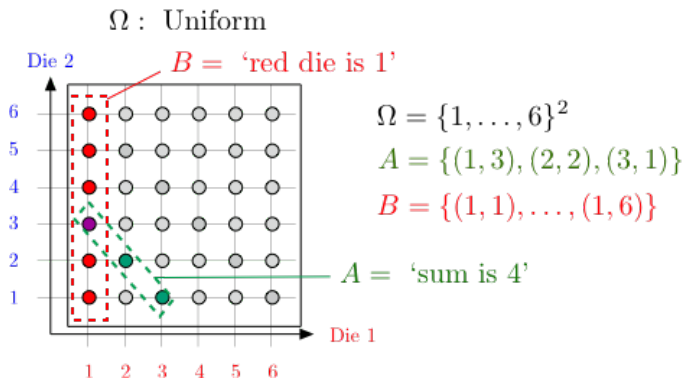 Ω : Uniform
Die 2
B = ‘red die is 1’
6
5
4
3
2
1
Ω = {1, . . . , 6}²
A = {(1, 3), (2, 2), (3, 1)}
B = {(1, 1), . . . , (1, 6)}
A = ‘sum is 4’
Die 1
1 2 3 4 5 6